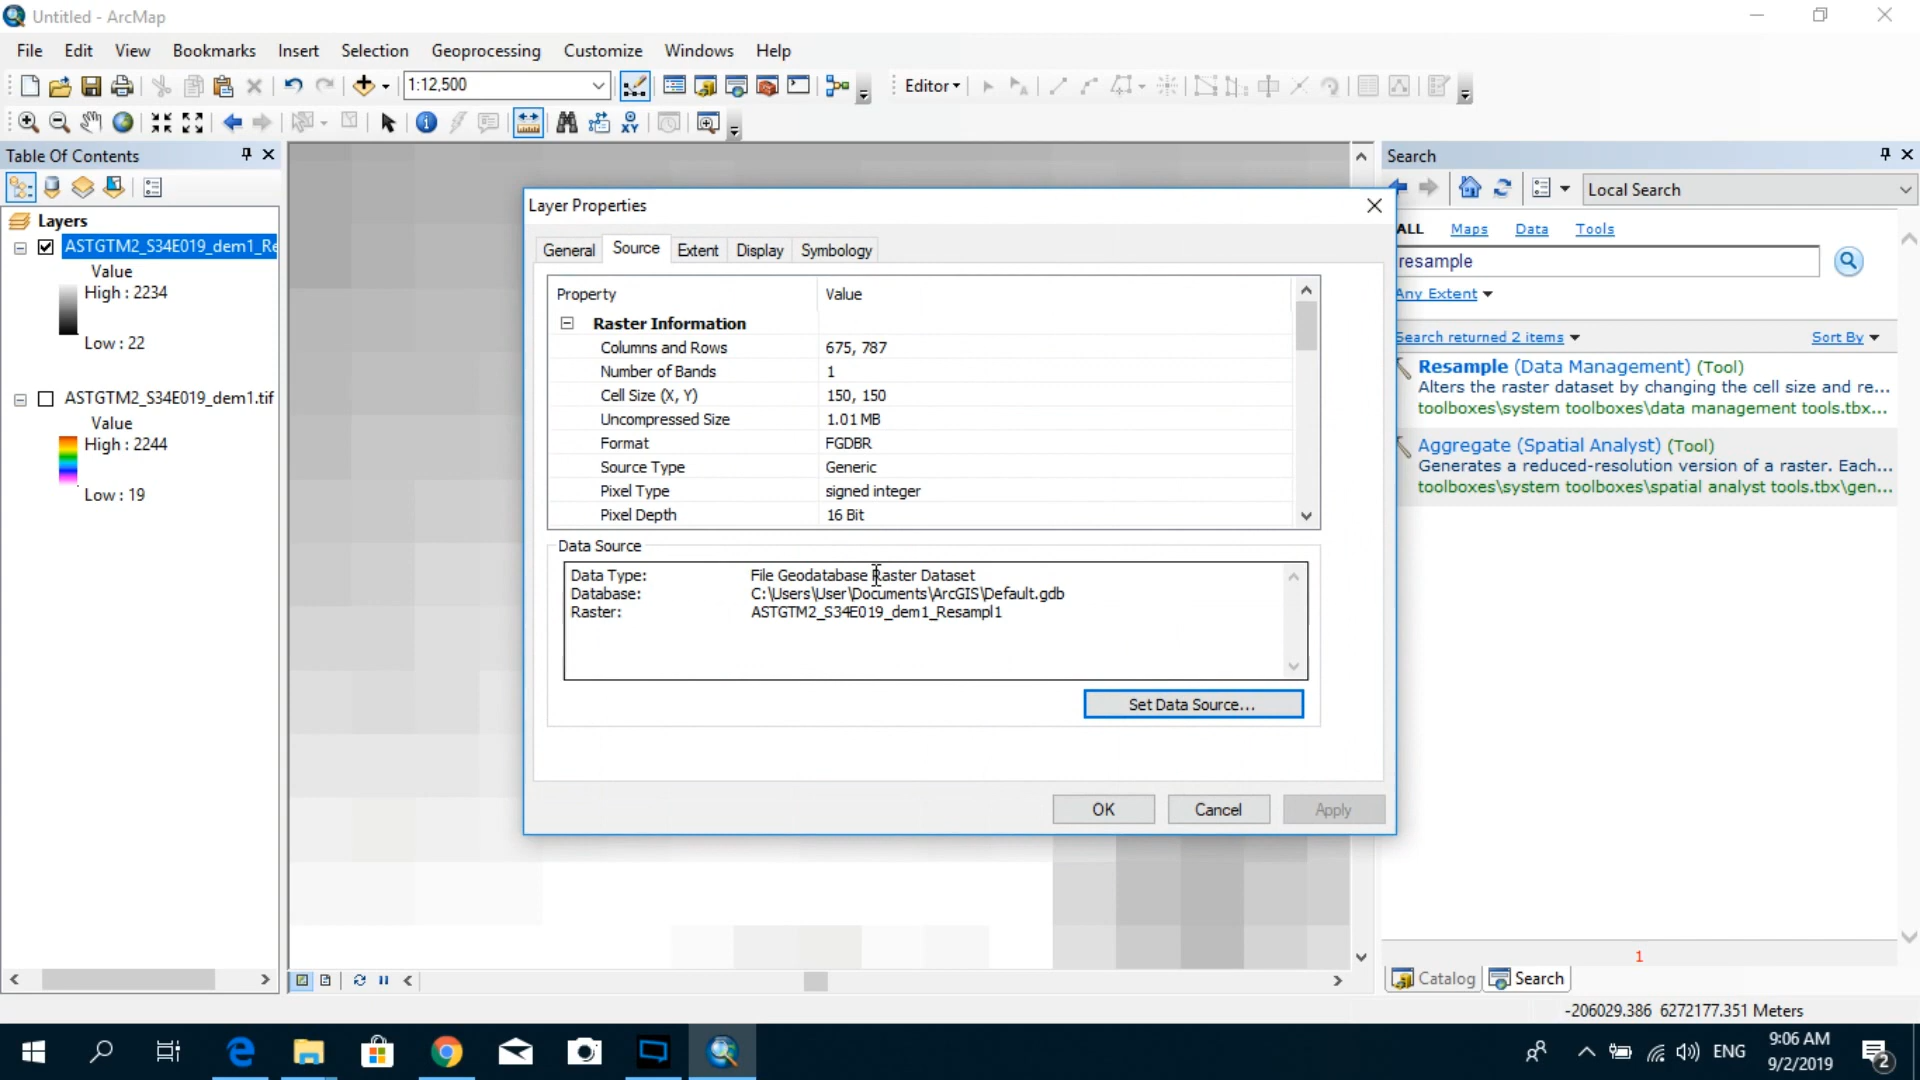 Untitled - ArcMap
File Edit View Bookmarks Insert Selection Geoprocessing Customize Windows Help
1:12,500
Editor
Table Of Contents
Layers
ASTGTM2_S34E019_dem1_Re
Value
High : 2234
Low : 22
ASTGTM2_S34E019_dem1.tif
Value
High : 2244
Low : 19
Layer Properties
General Source Extent Display Symbology
Property Value
Raster Information
Columns and Rows 675, 787
Number of Bands 1
Cell Size (X, Y) 150, 150
Uncompressed Size 1.01 MB
Format FGDBR
Source Type Generic
Pixel Type signed integer
Pixel Depth 16 Bit
Data Source
Data Type: File Geodatabase Raster Dataset
Database: C:\Users\User\Documents\ArcGIS\Default.gdb
Raster: ASTGTM2_S34E019_dem1_Resampl1
Set Data Source...
OK Cancel Apply
Search
Local Search
ALL Maps Data Tools
resample
Any Extent
Search returned 2 items Sort By
Resample (Data Management) (Tool)
Alters the raster dataset by changing the cell size and re...
toolboxes\system toolboxes\data management tools.tbx...
Aggregate (Spatial Analyst) (Tool)
Generates a reduced-resolution version of a raster. Each...
toolboxes\system toolboxes\spatial analyst tools.tbx\gen...
1
Catalog Search
-206029.386 6272177.351 Meters
ENG
9:06 AM
9/2/2019
2